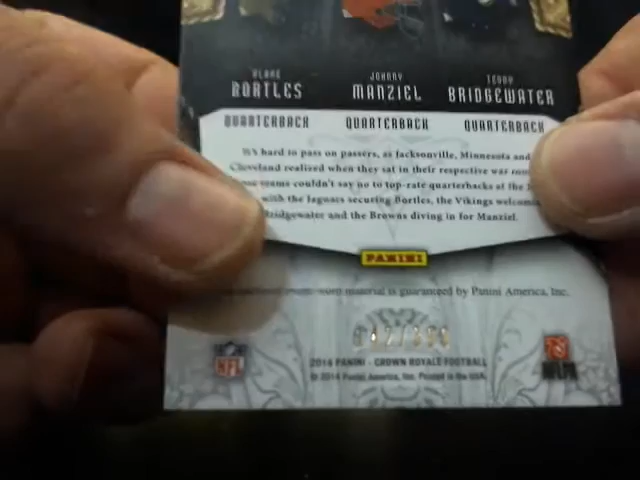 BLAKE
BORTLES
JOHNNY
MANZIEL
TEDDY
BRIDGEWATER
QUARTERBACK
QUARTERBACK
QUARTERBACK
It's hard to pass on passers, as Jacksonville, Minnesota and
Cleveland realized when they sat in their respective war
teams couldn't say no to top-rate quarterbacks at the
with the Jaguars securing Bortles, the Vikings
Bridgewater and the Browns diving in for Manziel.
PANINI
material is guaranteed by Panini America, Inc.
2014 PANINI - CROWN ROYALE FOOTBALL
© 2014 Panini America, Inc. Printed in the USA.
NFL
NFLPA